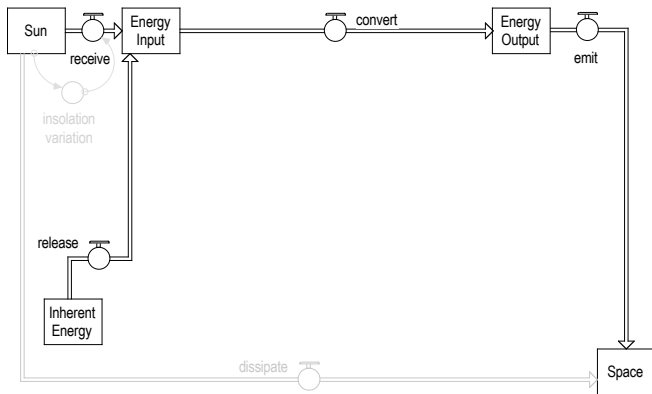 Sun
receive
Energy
Input
convert
Energy
Output
emit
insolation
variation
release
Inherent
Energy
dissipate
Space